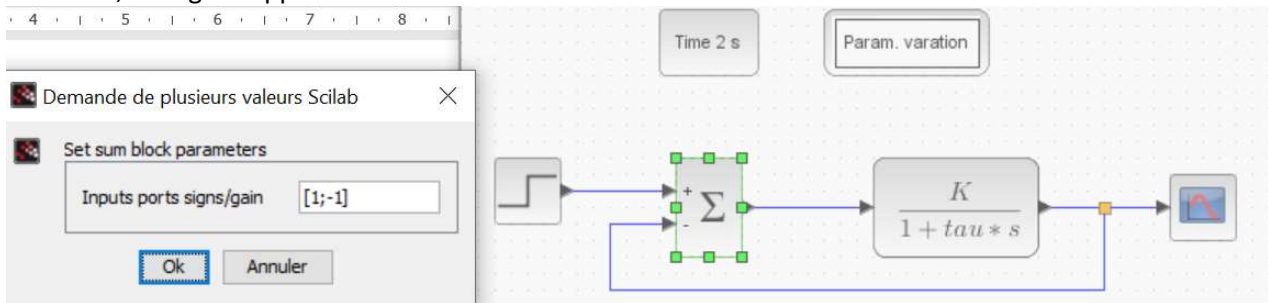 · 4 · ı · 5 · ı · 6 · ı · 7 · ı · 8 · ı
Demande de plusieurs valeurs Scilab
Set sum block parameters
Inputs ports signs/gain [1;-1]
Ok Annuler
Time 2 s Param. varation
+
Σ
-
K
1 + tau * s